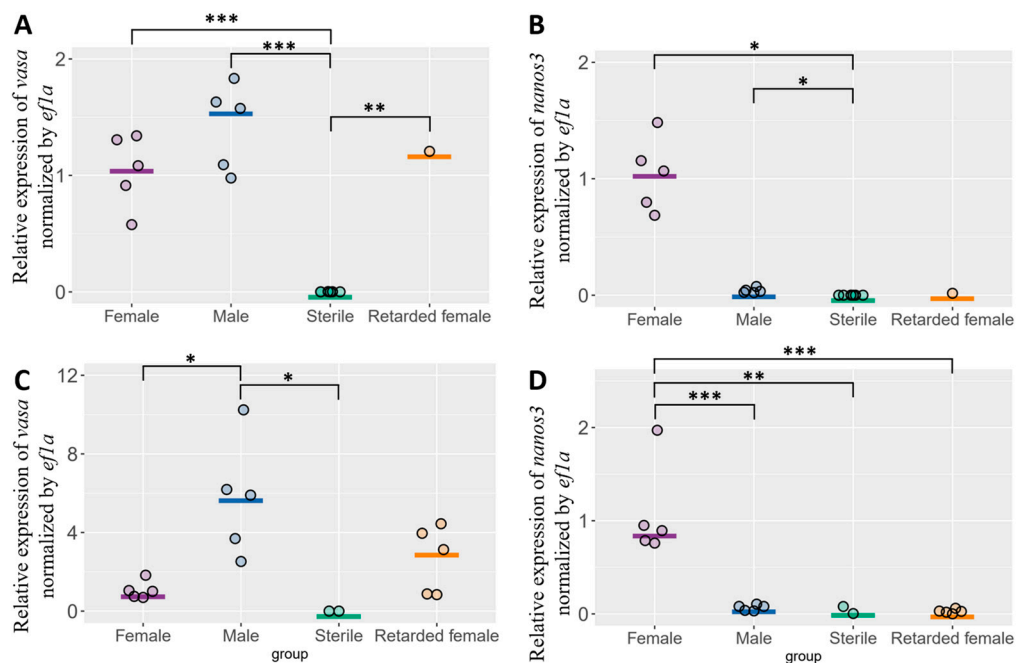 A
Relative expression of vasa
normalized by ef1a
2
1
0
***
***
**
Female Male Sterile Retarded female
B
Relative expression of nanos3
normalized by ef1a
2
1
0
*
*
Female Male Sterile Retarded female
C
Relative expression of vasa
normalized by ef1a
12
8
4
0
*
*
Female Male Sterile Retarded female
group
D
Relative expression of nanos3
normalized by ef1a
2
1
0
***
**
***
Female Male Sterile Retarded female
group